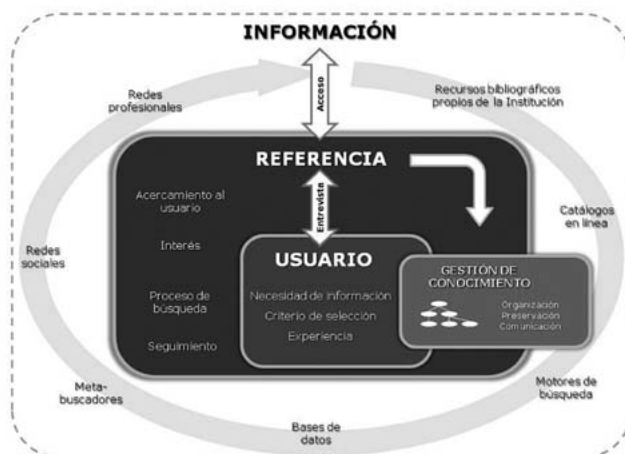 INFORMACIÓN
Acceso
Redes
profesionales
Recursos bibliográficos
propios de la Institución
REFERENCIA
Entrevista
Acercamiento al
usuario
Interés
Proceso de
búsqueda
Seguimiento
USUARIO
Necesidad de información
Criterio de selección
Experiencia
GESTIÓN DE
CONOCIMIENTO
Organización
Preservación
Comunicación
Catálogos
en línea
Redes
sociales
Motores de
búsqueda
Meta-
buscadores
Bases de
datos